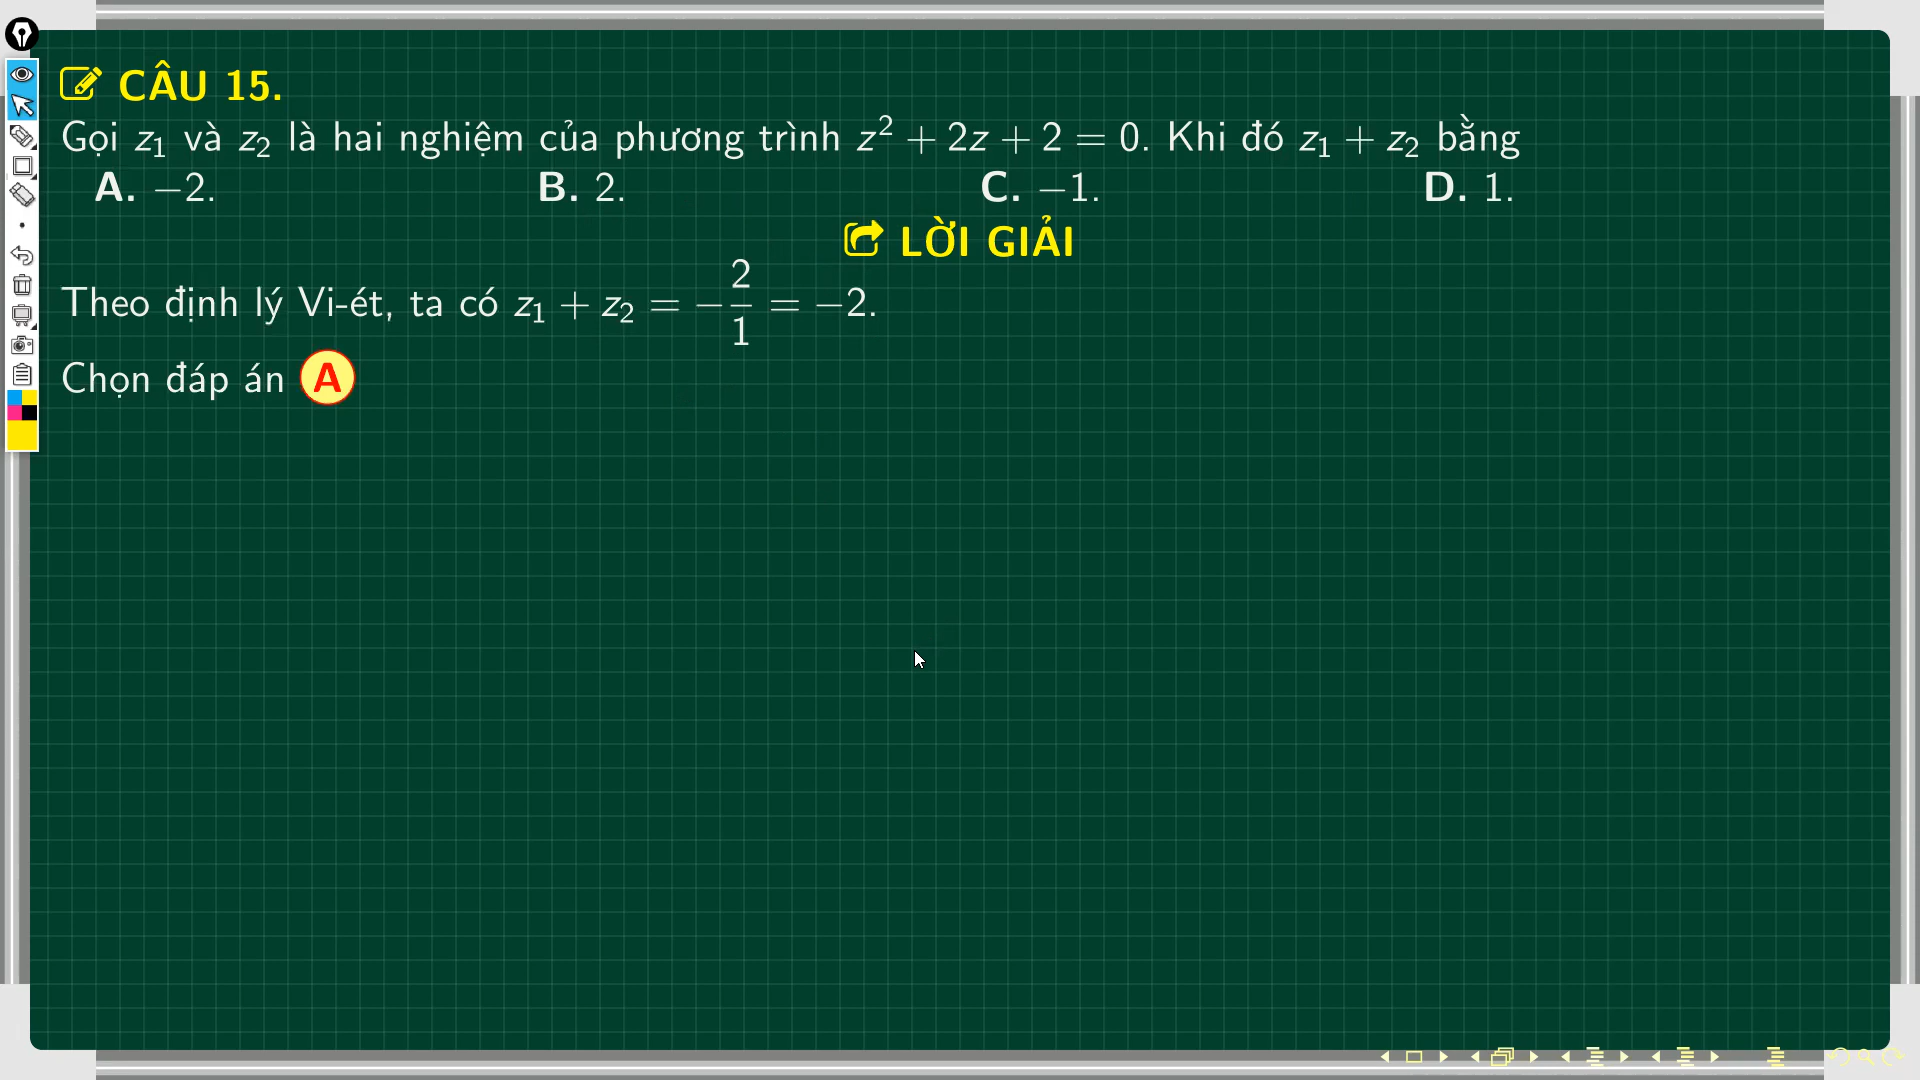 CÂU 15.
Gọi z₁ và z₂ là hai nghiệm của phương trình z² + 2z + 2 = 0. Khi đó z₁ + z₂ bằng
A. −2. B. 2. C. −1. D. 1.
LỜI GIẢI
Theo định lý Vi-ét, ta có z₁ + z₂ = −2/1 = −2.
Chọn đáp án A